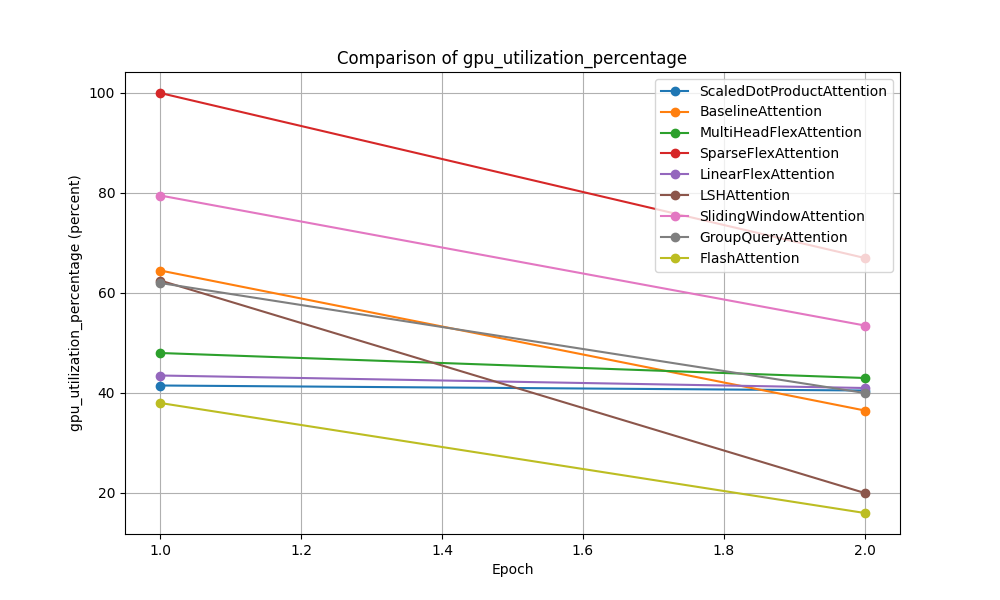 Comparison of gpu_utilization_percentage
gpu_utilization_percentage (percent)
100
80
60
40
20
ScaledDotProductAttention
BaselineAttention
MultiHeadFlexAttention
SparseFlexAttention
LinearFlexAttention
LSHAttention
SlidingWindowAttention
GroupQueryAttention
FlashAttention
1.0
1.2
1.4
1.6
1.8
2.0
Epoch